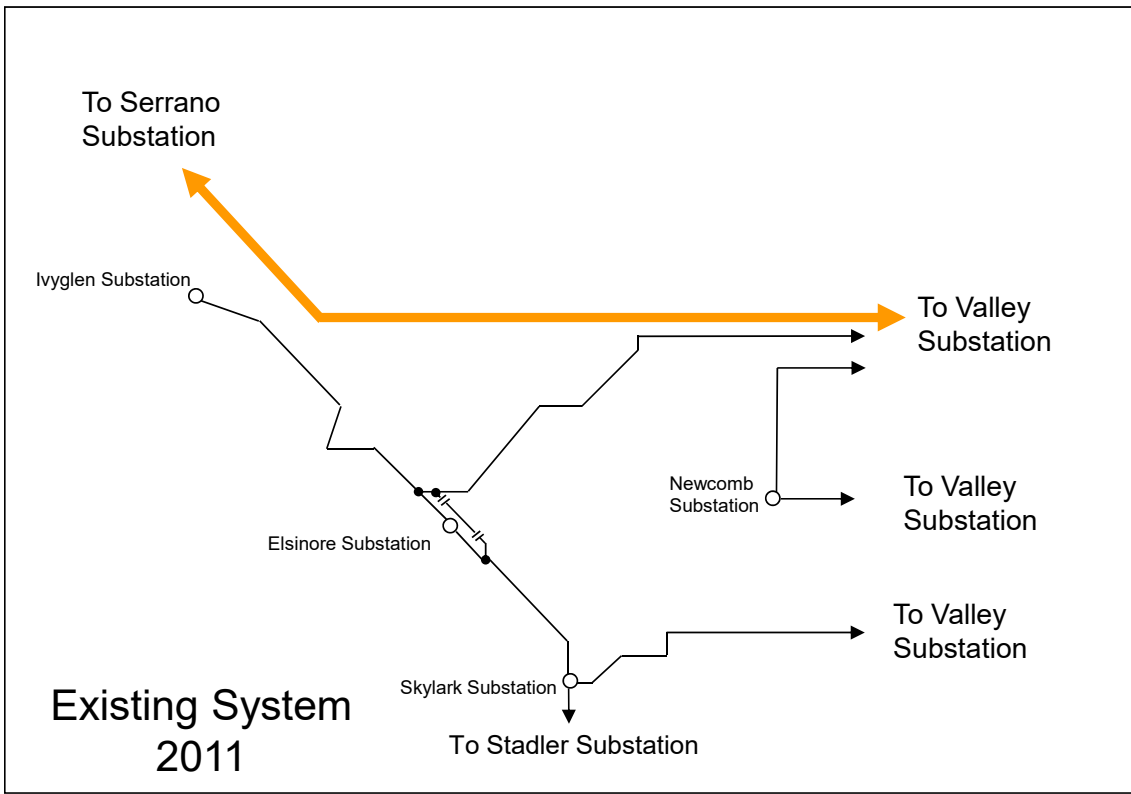 To Serrano
Substation
Ivyglen Substation
To Valley
Substation
Newcomb
Substation
To Valley
Substation
Elsinore Substation
To Valley
Substation
Skylark Substation
To Stadler Substation
Existing System
2011